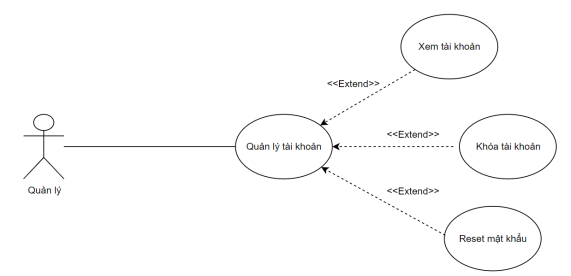 Xem tài khoản
<<Extend>>
<<Extend>>
Quản lý tài khoản
Khóa tài khoản
Quản lý
<<Extend>>
Reset mật khẩu